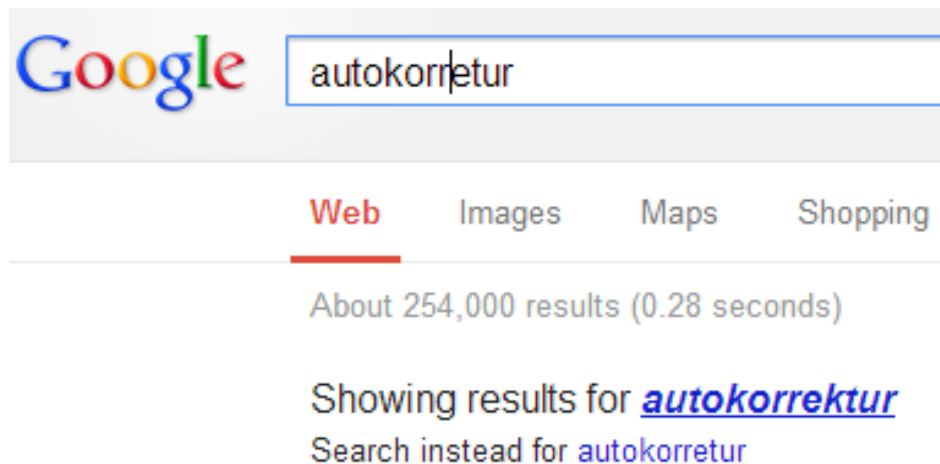 Google autokorretur
Web Images Maps Shopping
About 254,000 results (0.28 seconds)
Showing results for autokorrektur
Search instead for autokorretur